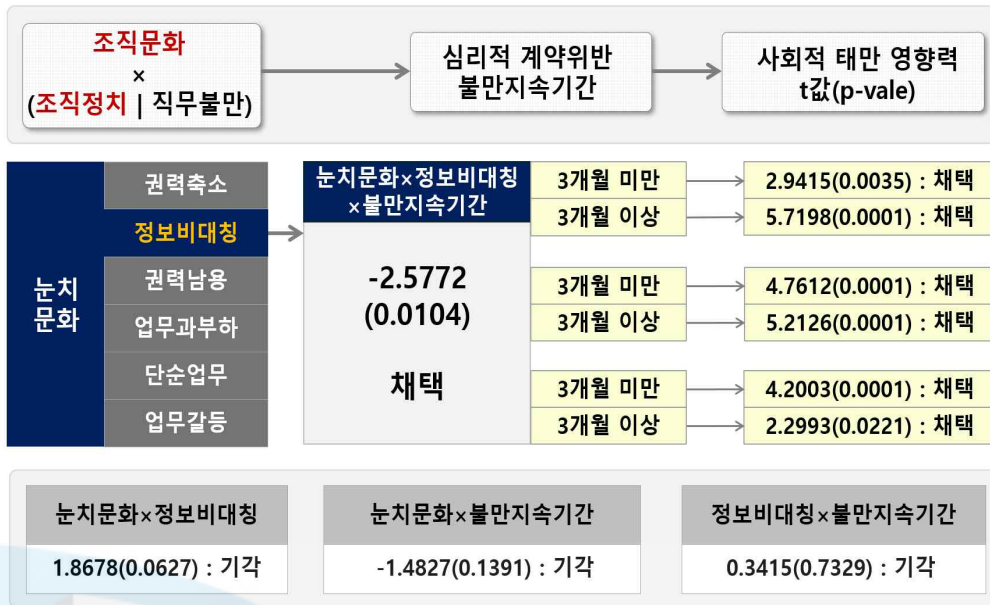 조직문화
×
(조직정치 | 직무불만)
심리적 계약위반
불만지속기간
사회적 태만 영향력
t값(p-vale)
눈치
문화
권력축소
정보비대칭
권력남용
업무과부하
단순업무
업무갈등
눈치문화×정보비대칭
×불만지속기간
-2.5772
(0.0104)
채택
3개월 미만
2.9415(0.0035) : 채택
3개월 이상
5.7198(0.0001) : 채택
3개월 미만
4.7612(0.0001) : 채택
3개월 이상
5.2126(0.0001) : 채택
3개월 미만
4.2003(0.0001) : 채택
3개월 이상
2.2993(0.0221) : 채택
눈치문화×정보비대칭
1.8678(0.0627) : 기각
눈치문화×불만지속기간
-1.4827(0.1391) : 기각
정보비대칭×불만지속기간
0.3415(0.7329) : 기각